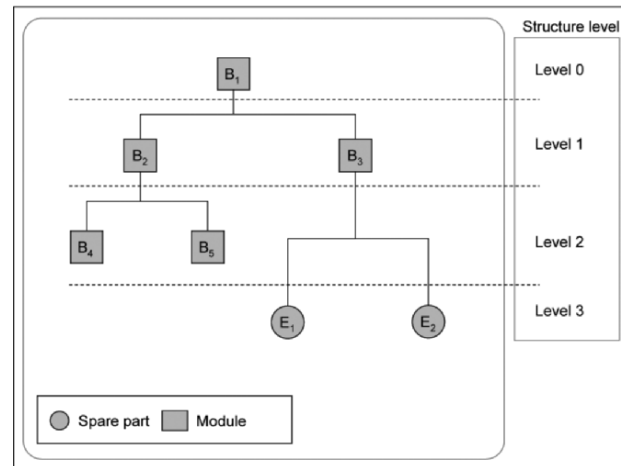 Structure level
B1
Level 0
B2
B3
Level 1
B4
B5
Level 2
E1
E2
Level 3
Spare part
Module